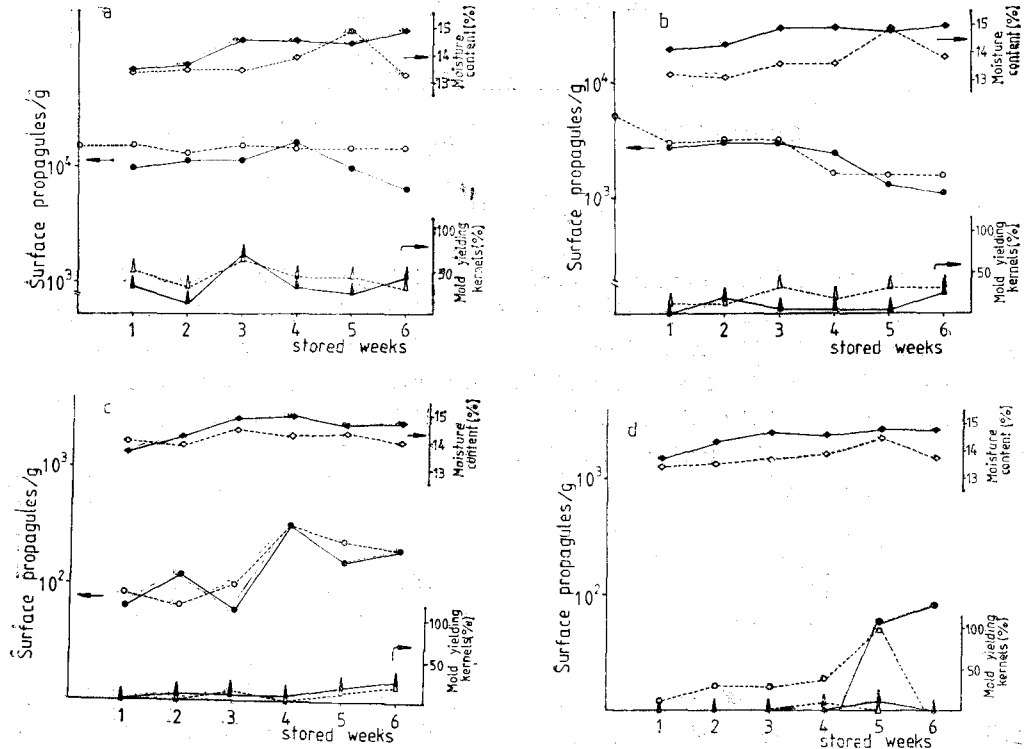 a
15
14
13
Moisture content (%)
Surface propagules/g
10⁴
10³
100
50
Mold yielding kernels (%)
1 2 3 4 5 6
stored weeks
b
15
14
13
Moisture content (%)
Surface propagules/g
10⁴
10³
100
50
Mold yielding kernels (%)
1 2 3 4 5 6
stored weeks
c
15
14
13
Moisture content (%)
Surface propagules/g
10³
10²
100
50
Mold yielding kernels (%)
1 2 3 4 5 6
stored weeks
d
15
14
13
Moisture content (%)
Surface propagules/g
10³
10²
100
50
Mold yielding kernels (%)
1 2 3 4 5 6
stored weeks